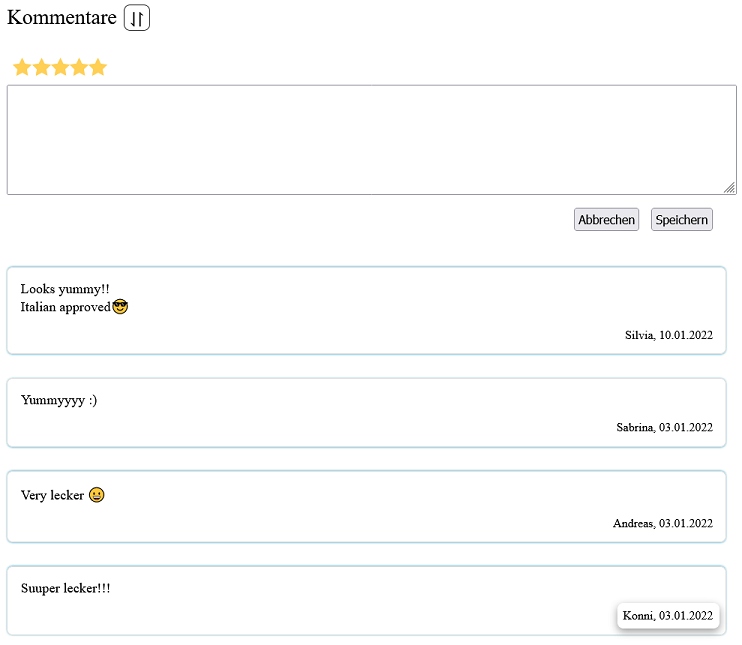 Kommentare
Abbrechen Speichern
Looks yummy!!
Italian approved😎
Silvia, 10.01.2022
Yummyyyy :)
Sabrina, 03.01.2022
Very lecker 😀
Andreas, 03.01.2022
Suuper lecker!!!
Konni, 03.01.2022